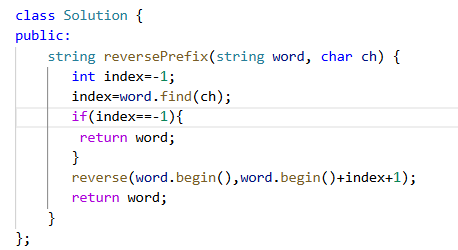 class Solution {
public:
    string reversePrefix(string word, char ch) {
       int index=-1;
       index=word.find(ch);
       if(index==-1){
        return word;
       }
       reverse(word.begin(),word.begin()+index+1);
       return word;
    }
};